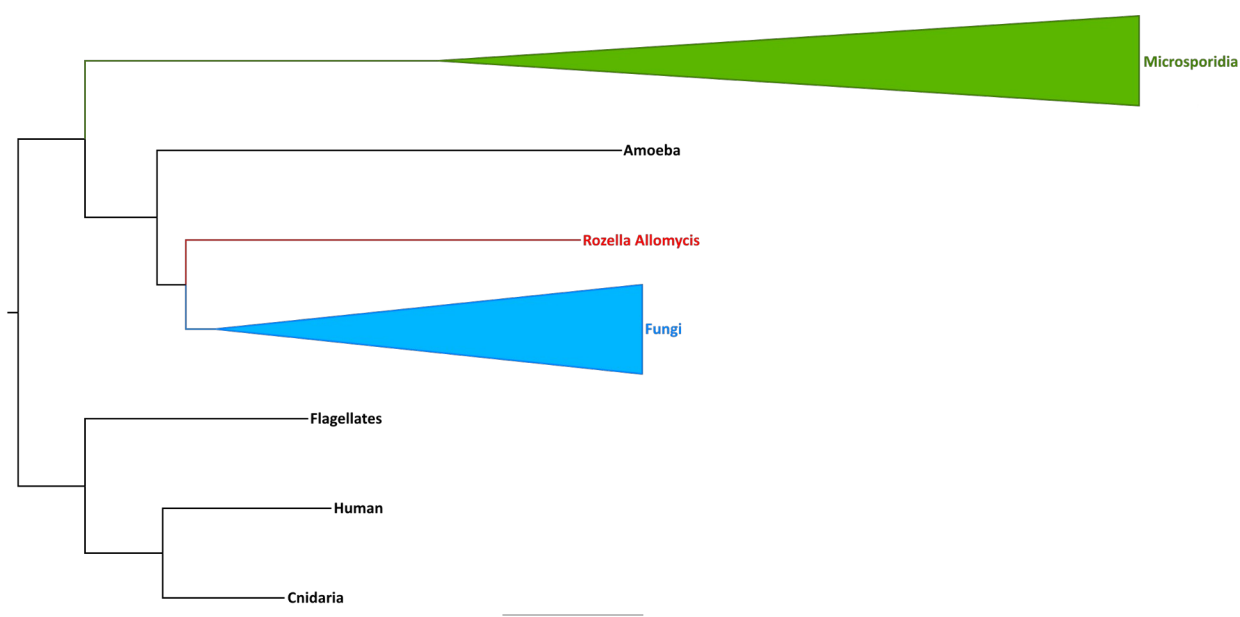 Microsporidia
Amoeba
Rozella Allomycis
Fungi
Flagellates
Human
Cnidaria